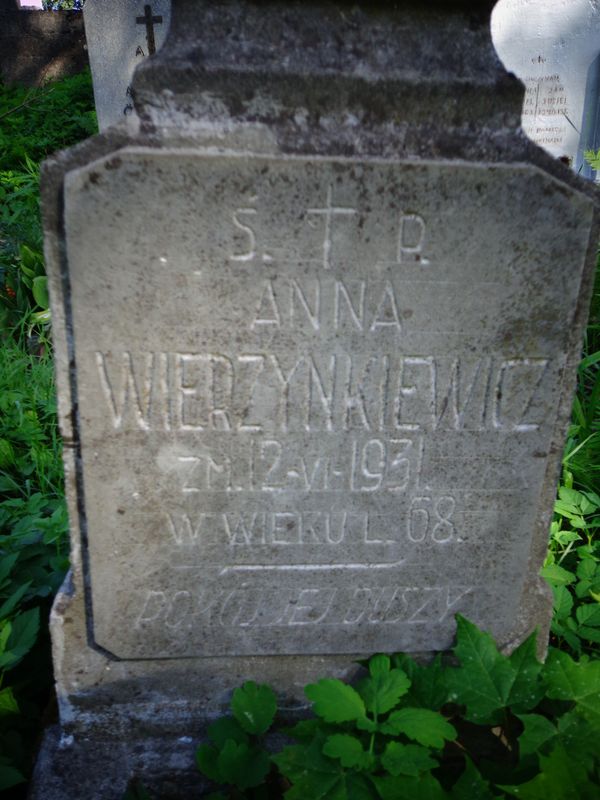 Ś. † P.
ANNA
WIERZYNKIEWICZ
ZM. 12-VI-1931.
W WIEKU L. 68.
POKÓJ JEJ DUSZY